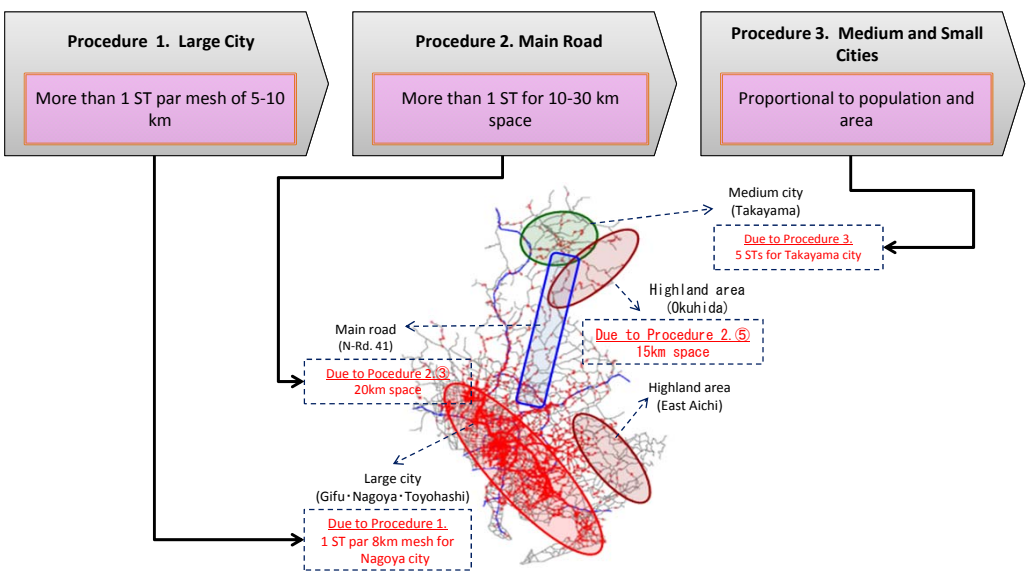 Procedure 1. Large City
More than 1 ST par mesh of 5-10
km
Procedure 2. Main Road
More than 1 ST for 10-30 km
space
Procedure 3. Medium and Small
Cities
Proportional to population and
area
Medium city
(Takayama)
Due to Procedure 3.
5 STs for Takayama city
Highland area
(Okuhida)
Due to Procedure 2.⑤
15km space
Main road
(N-Rd. 41)
Due to Pocedure 2.③
20km space
Highland area
(East Aichi)
Large city
(Gifu・Nagoya・Toyohashi)
Due to Procedure 1.
1 ST par 8km mesh for
Nagoya city